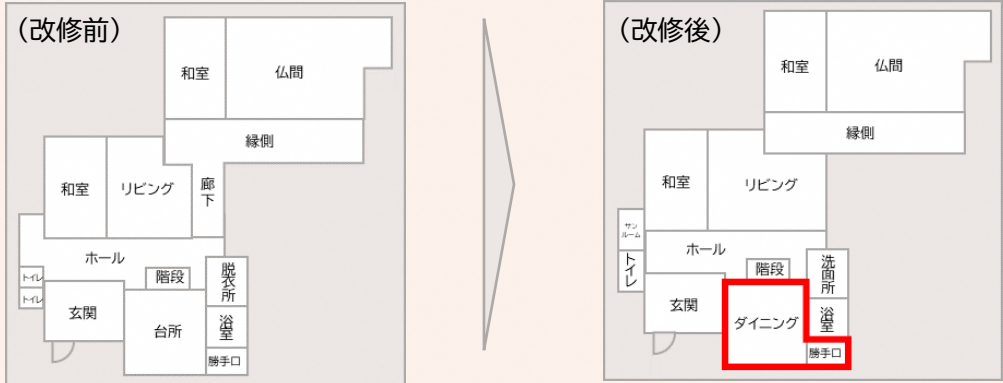 (改修前)
和室
仏間
縁側
和室
リビング
廊下
ホール
トイレ
トイレ
階段
脱衣所
玄関
台所
浴室
勝手口
(改修後)
和室
仏間
縁側
和室
リビング
サン
ルーム
ホール
トイレ
階段
洗面所
玄関
ダイニング
浴室
勝手口